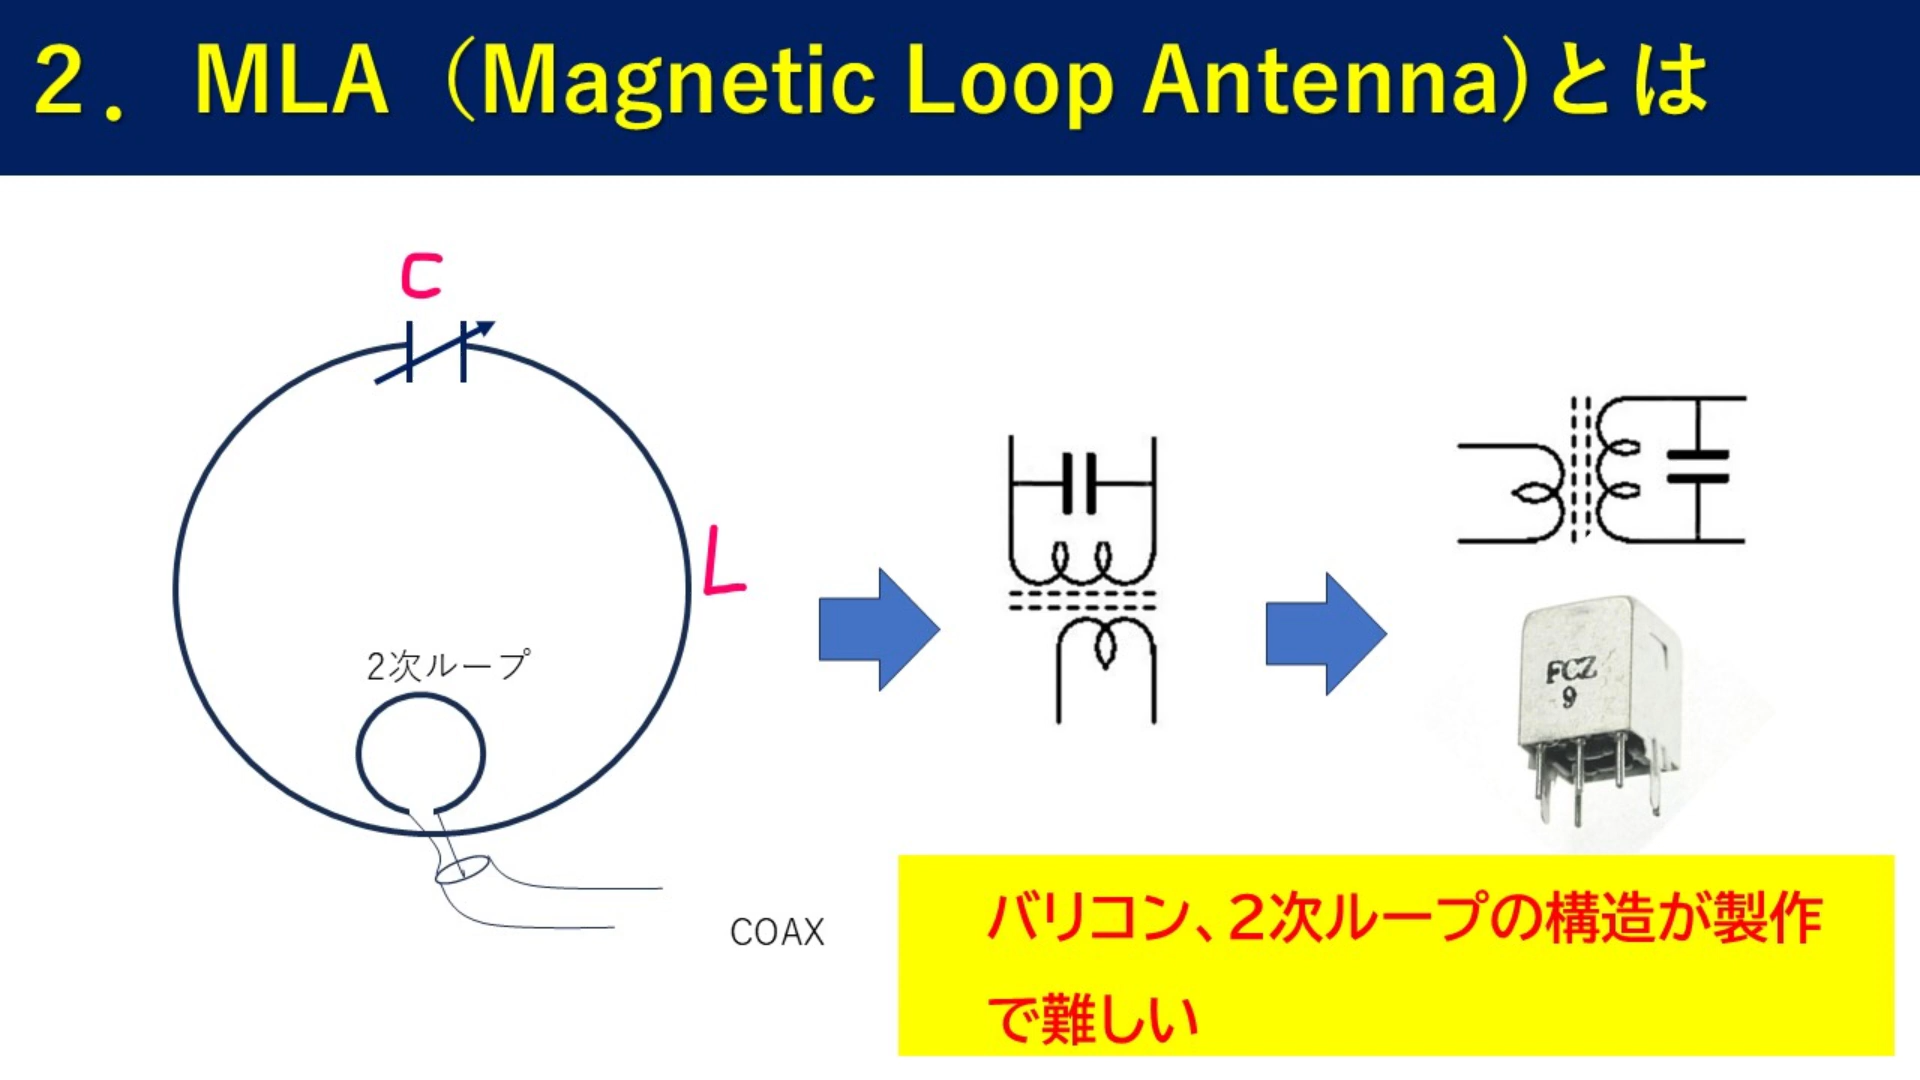 ２．MLA（Magnetic Loop Antenna)とは
C
L
2次ループ
COAX
FCZ
9
バリコン、2次ループの構造が製作
で難しい